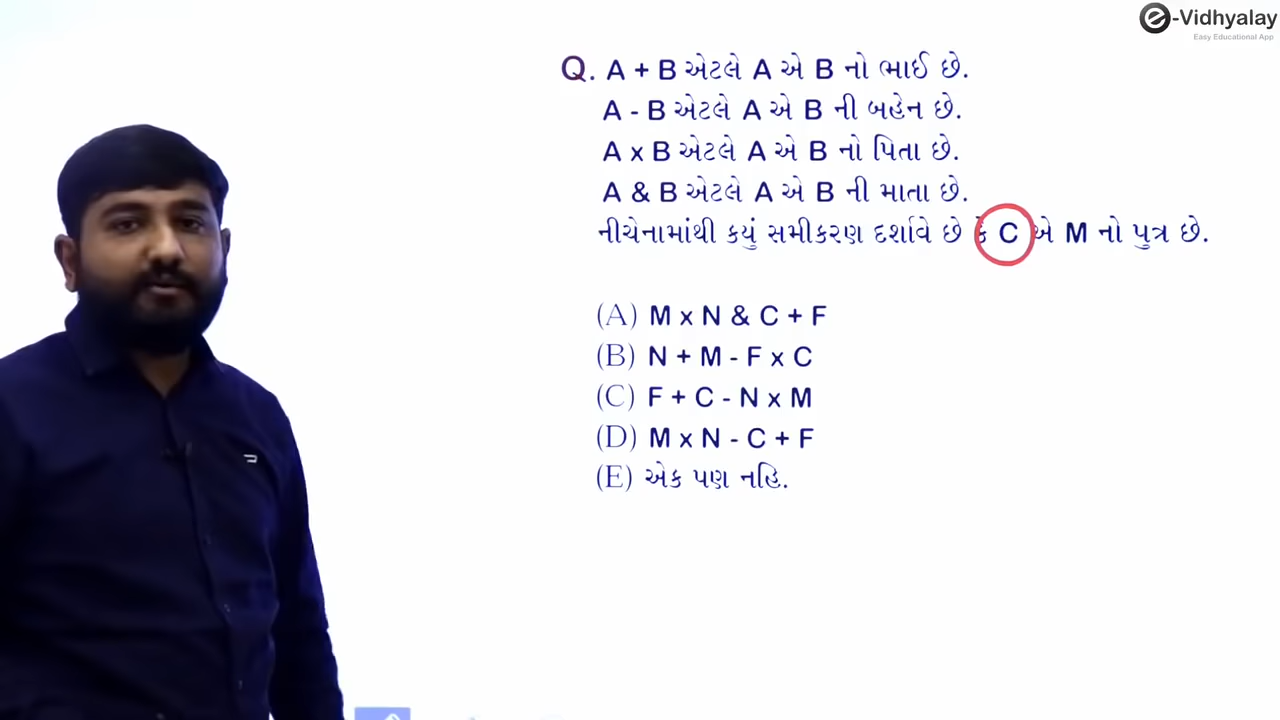 e-Vidhyalay
Easy Educational App
Q. A + B એટલે A એ B નો ભાઈ છે.
A - B એટલે A એ B ની બહેન છે.
A x B એટલે A એ B નો પિતા છે.
A & B એટલે A એ B ની માતા છે.
નીચેનામાંથી કયું સમીકરણ દર્શાવે છે કે C એ M નો પુત્ર છે.
(A) M x N & C + F
(B) N + M - F x C
(C) F + C - N x M
(D) M x N - C + F
(E) એક પણ નહિ.